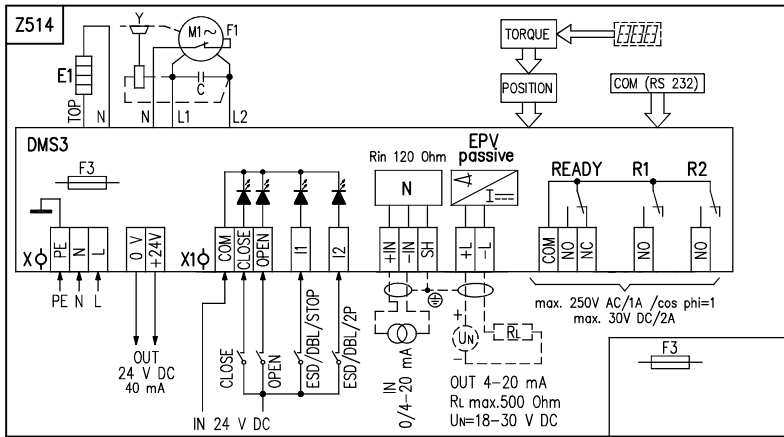 Z514
Y
M1~
F1
E1
TOP
N
N
L1
C
L2
TORQUE
EEEE
POSITION
COM (RS 232)
DMS3
F3
Rin 120 Ohm
N
EPV
passive
I
READY
R1
R2
X
PE
N
L
0 V
+24V
X1
COM
CLOSE
OPEN
I1
I2
+IN
-IN
SH
+L
-L
COM
NO
NC
NO
NO
PE N L
OUT
24 V DC
40 mA
CLOSE
OPEN
ESD/DBL/STOP
ESD/DBL/2P
IN 24 V DC
IN
0/4-20 mA
+
UN
-
RL
OUT 4-20 mA
RL max.500 Ohm
UN=18-30 V DC
max. 250V AC/1A /cos phi=1
max. 30V DC/2A
F3